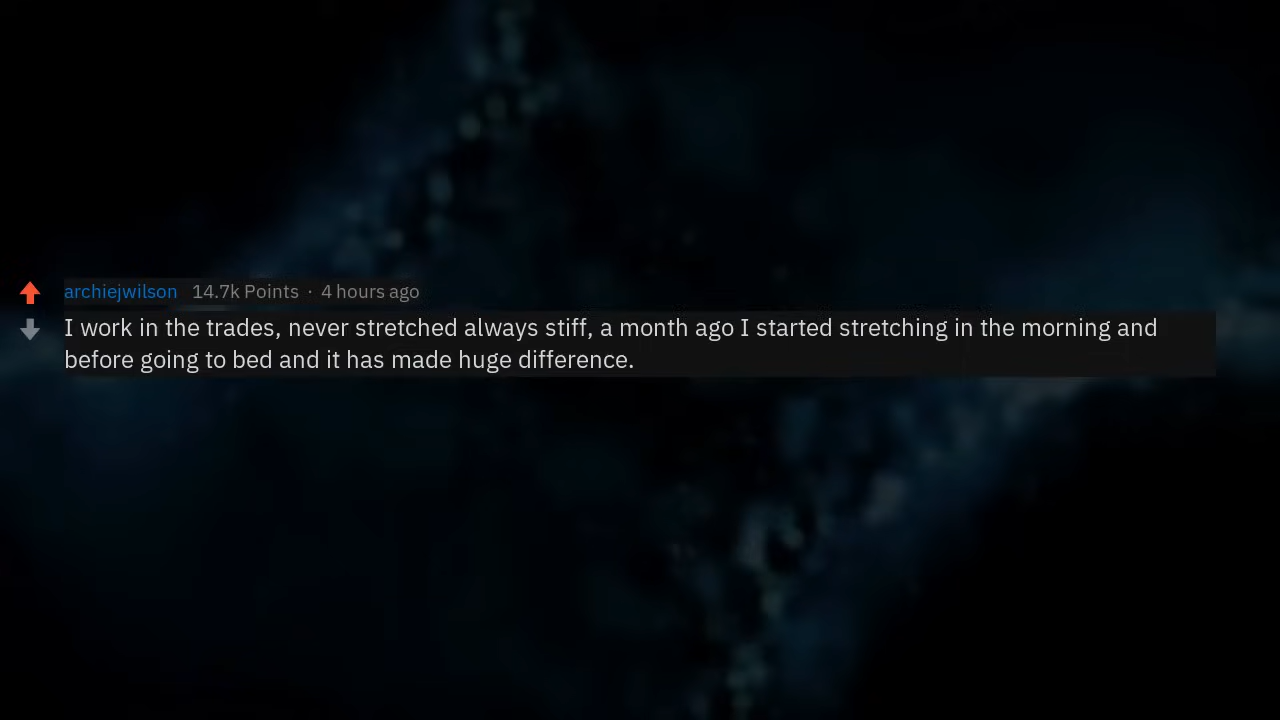 archiejwilson 14.7k Points · 4 hours ago
I work in the trades, never stretched always stiff, a month ago I started stretching in the morning and
before going to bed and it has made huge difference.